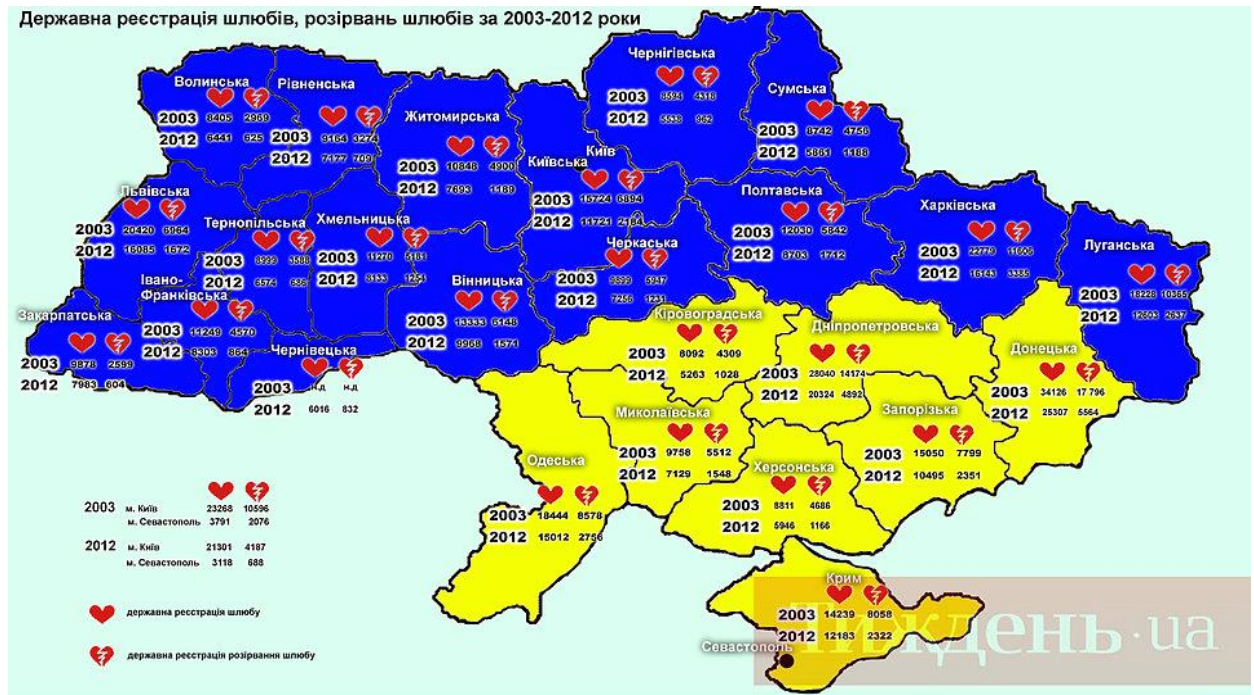 Державна реєстрація шлюбів, розірвань шлюбів за 2003-2012 роки
Волинська
2003 8405 2969
2012 6441 625
Рівненська
2003 9164 3274
2012 7177 709
Житомирська
2003 10848 4900
2012 7693 1189
Чернігівська
2003 8594 4318
2012 5538 962
Сумська
2003 8742 4756
2012 5861 1188
Київська
Київ
2003 15724 6894
2012 11721 2184
Львівська
2003 20420 6964
2012 16085 1672
Тернопільська
2003 8999 3588
2012 6574 686
Хмельницька
2003 11270 5181
2012 8133 1254
Полтавська
2003 12030 5842
2012 8703 1712
Харківська
2003 22779 11606
2012 16143 3385
Луганська
2003 18228 10365
2012 12603 2637
Черкаська
2003 9899 5947
2012 7256 1231
Вінницька
2003 13333 6148
2012 9968 1571
Івано-
Франківська
2003 11249 4570
2012 8303 864
Закарпатська
2003 9878 2599
2012 7983 604
Чернівецька
2003 н.д н.д
2012 6016 832
Кіровоградська
2003 8092 4309
2012 5263 1028
Дніпропетровська
2003 28040 14174
2012 20324 4892
Донецька
2003 34126 17 796
2012 25307 5564
Миколаївська
2003 9758 5512
2012 7129 1548
Запорізька
2003 15050 7799
2012 10495 2351
Одеська
2003 18444 8578
2012 15012 2756
Херсонська
2003 8811 4686
2012 5946 1166
Крим
2003 14239 8058
2012 12183 2322
Севастополь
2003 м. Київ 23268 10596
м. Севастополь 3791 2076
2012 м. Київ 21301 4187
м. Севастополь 3118 688
державна реєстрація шлюбу
державна реєстрація розірвання шлюбу
Тиждень.ua